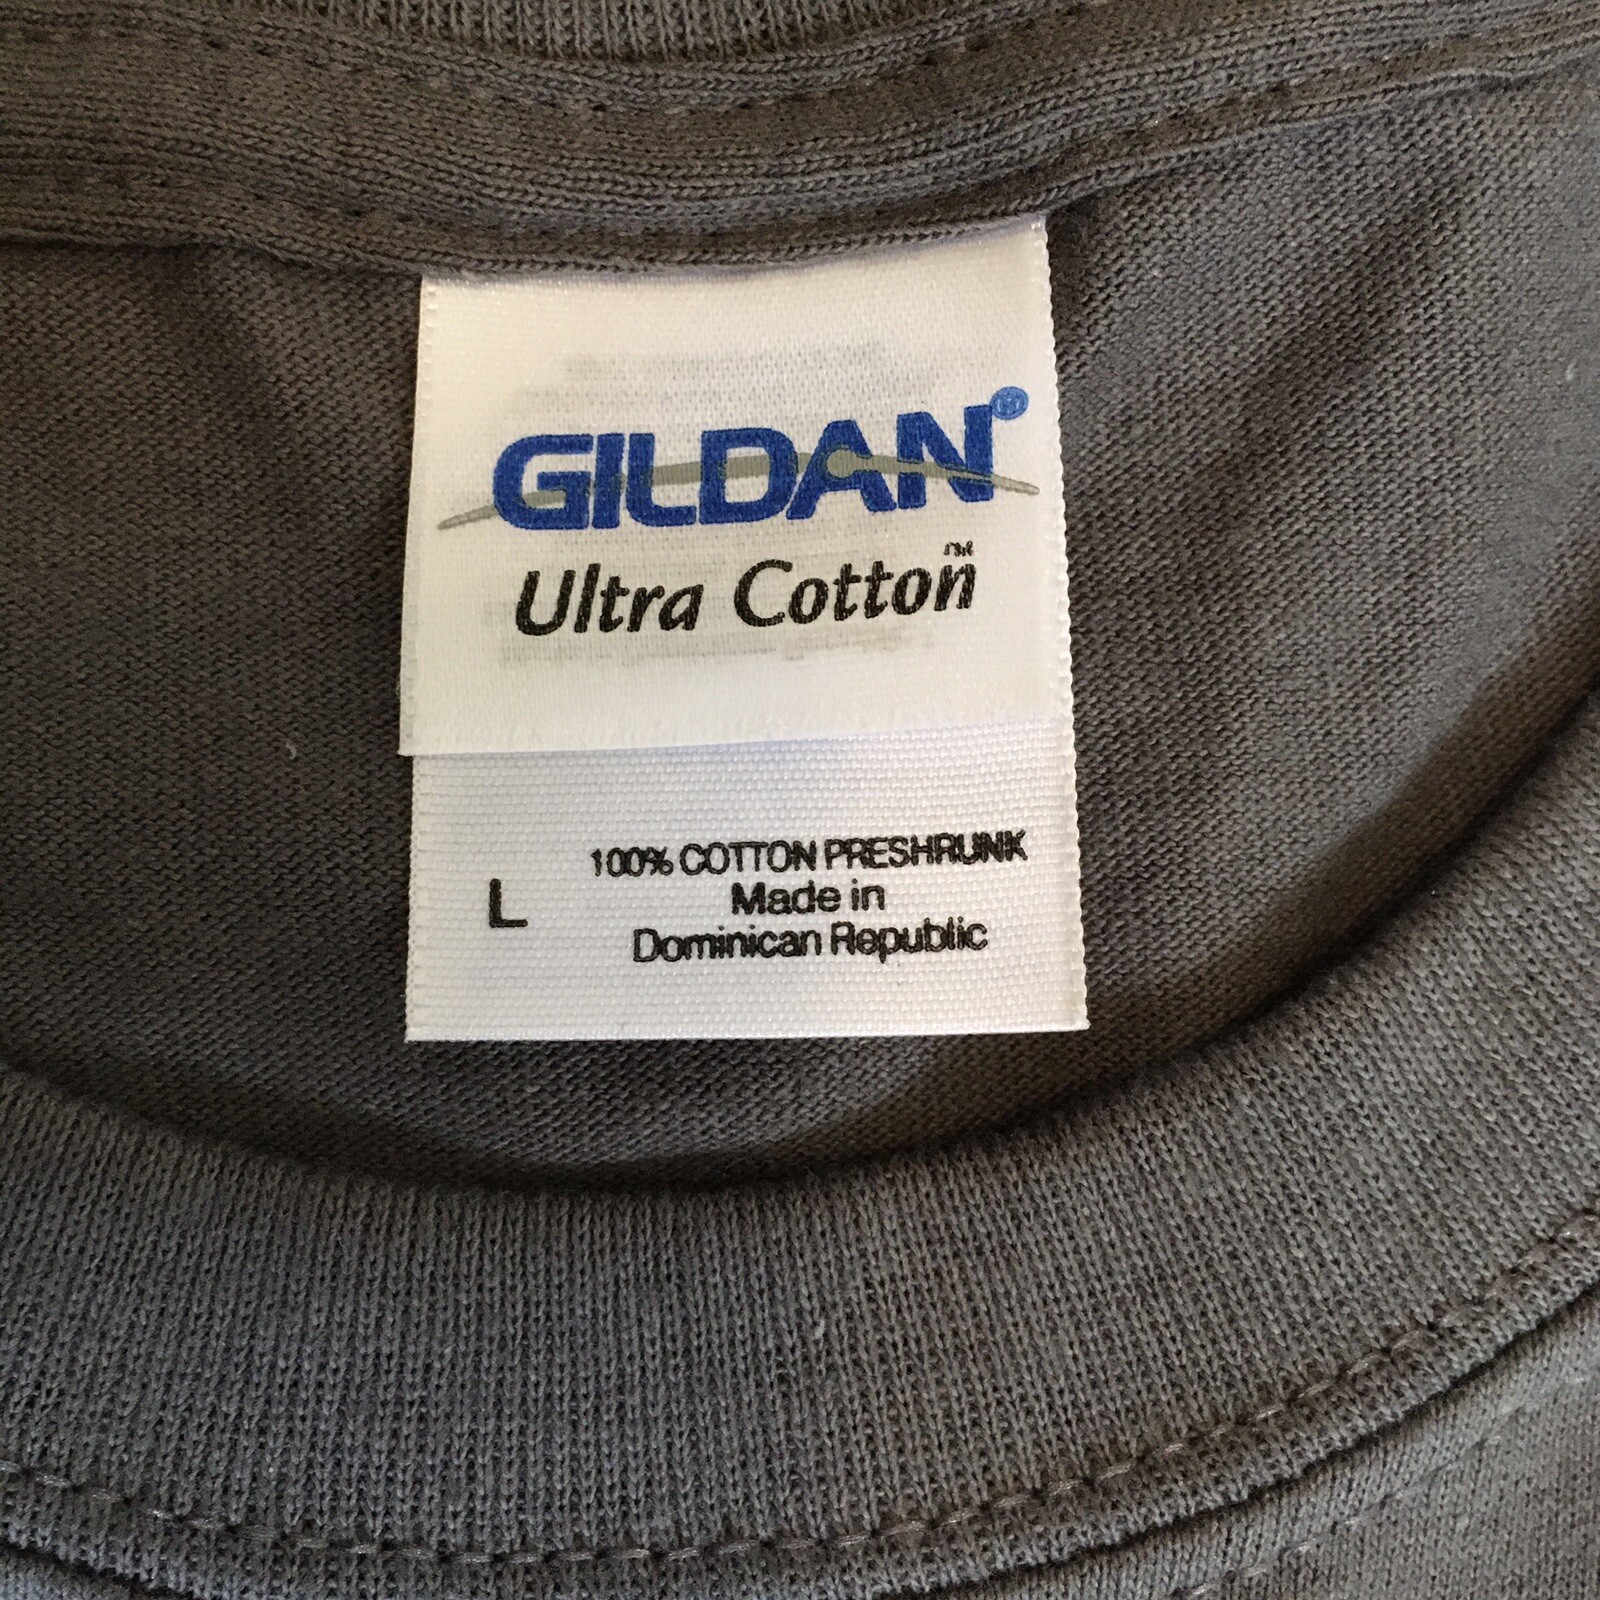 GILDAN®
Ultra Cotton™
100% COTTON PRESHRUNK
L
Made in
Dominican Republic